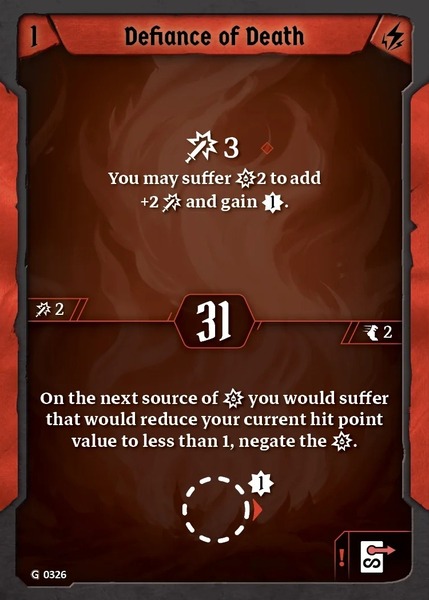 1
Defiance of Death
3
You may suffer 2 to add
+2 and gain 1.
2
31
2
On the next source of you would suffer
that would reduce your current hit point
value to less than 1, negate the .
1
!
G 0326